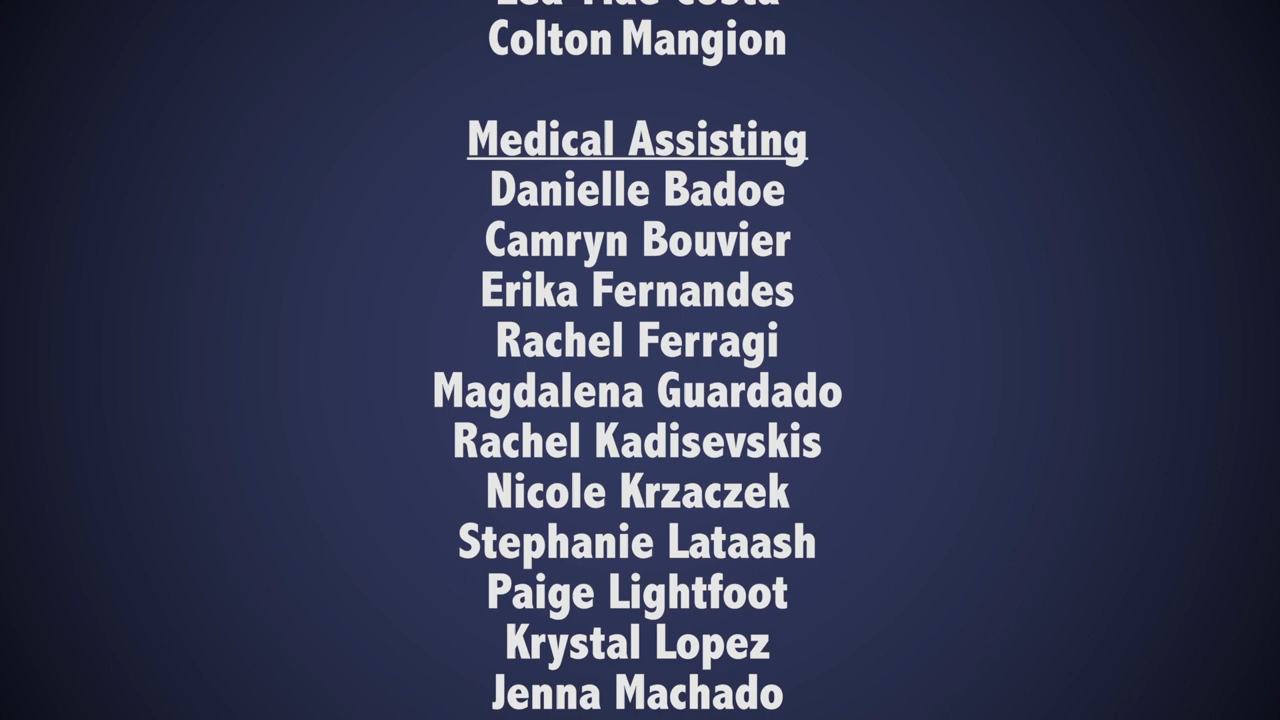 Colton Mangion
Medical Assisting
Danielle Badoe
Camryn Bouvier
Erika Fernandes
Rachel Ferragi
Magdalena Guardado
Rachel Kadisevskis
Nicole Krzaczek
Stephanie Lataash
Paige Lightfoot
Krystal Lopez
Jenna Machado